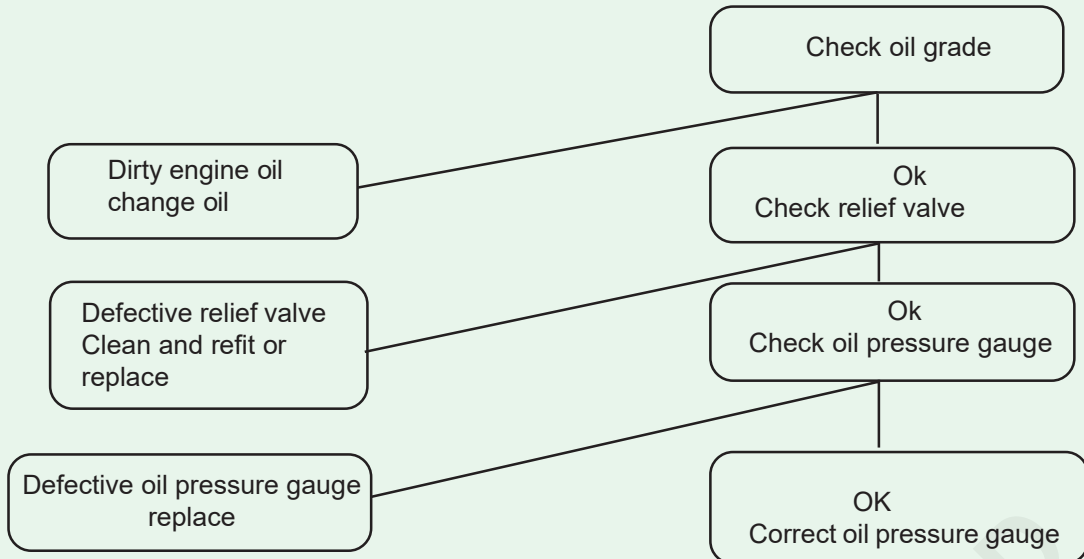 Check oil grade
Dirty engine oil
change oil
Ok
Check relief valve
Defective relief valve
Clean and refit or
replace
Ok
Check oil pressure gauge
Defective oil pressure gauge
replace
OK
Correct oil pressure gauge